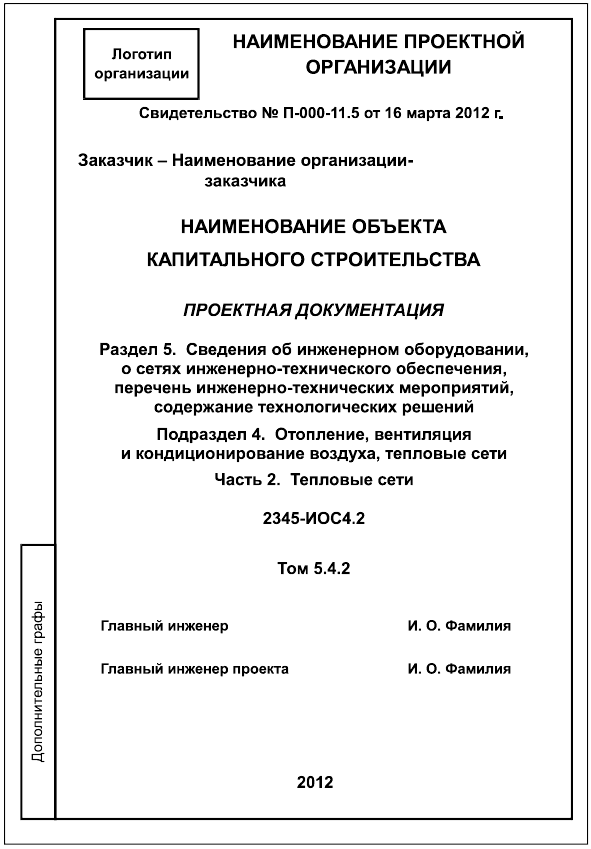 Логотип
организации
НАИМЕНОВАНИЕ ПРОЕКТНОЙ
ОРГАНИЗАЦИИ
Свидетельство № П-000-11.5 от 16 марта 2012 г.
Заказчик – Наименование организации-
заказчика
НАИМЕНОВАНИЕ ОБЪЕКТА
КАПИТАЛЬНОГО СТРОИТЕЛЬСТВА
ПРОЕКТНАЯ ДОКУМЕНТАЦИЯ
Раздел 5. Сведения об инженерном оборудовании,
о сетях инженерно-технического обеспечения,
перечень инженерно-технических мероприятий,
содержание технологических решений
Подраздел 4. Отопление, вентиляция
и кондиционирование воздуха, тепловые сети
Часть 2. Тепловые сети
2345-ИОС4.2
Том 5.4.2
Главный инженер И. О. Фамилия
Главный инженер проекта И. О. Фамилия
Дополнительные графы
2012